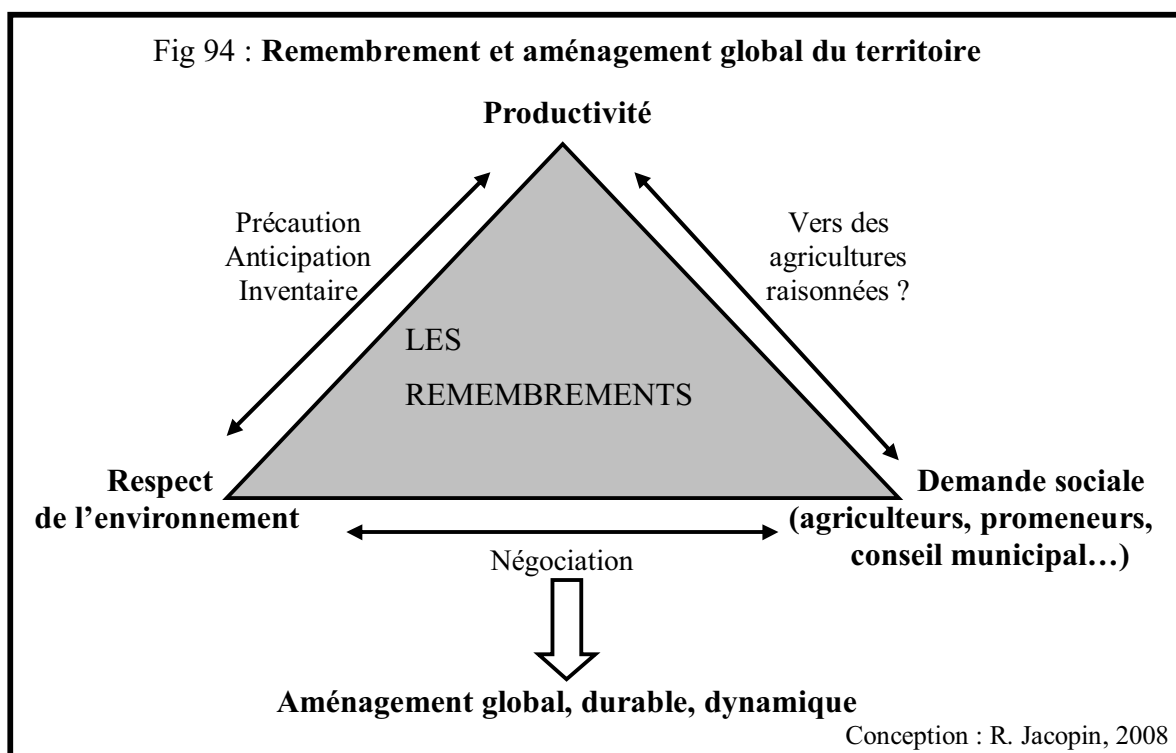 Fig 94 : Remembrement et aménagement global du territoire
Productivité
Précaution
Anticipation
Inventaire
Vers des
agricultures
raisonnées ?
LES
REMEMBREMENTS
Respect
de l’environnement
Demande sociale
(agriculteurs, promeneurs,
conseil municipal…)
Négociation
Aménagement global, durable, dynamique
Conception : R. Jacopin, 2008